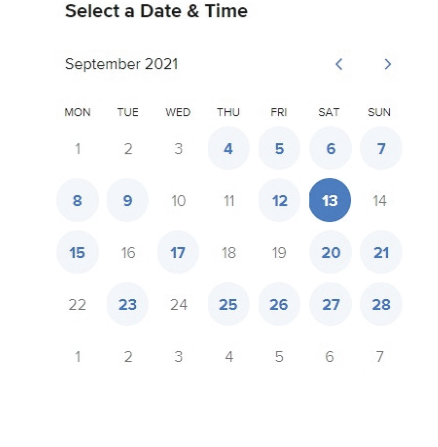 Select a Date & Time
September 2021
MON TUE WED THU FRI SAT SUN
1 2 3 4 5 6 7
8 9 10 11 12 13 14
15 16 17 18 19 20 21
22 23 24 25 26 27 28
1 2 3 4 5 6 7